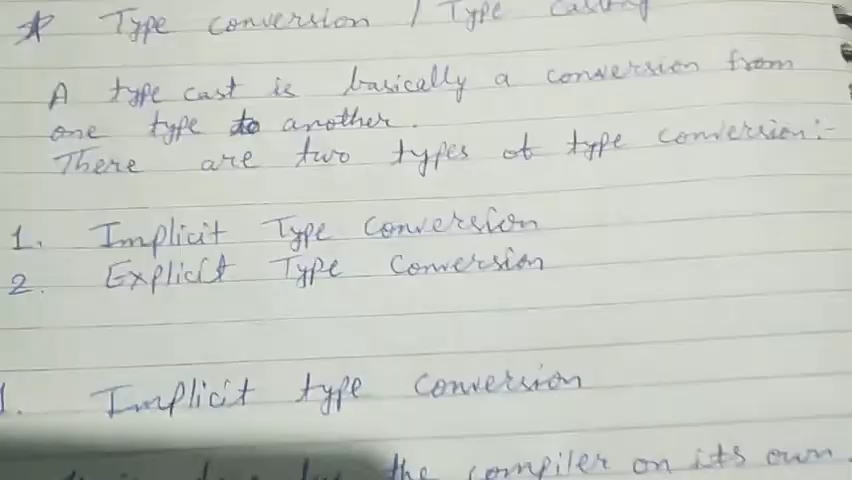 * Type conversion / Type casting
A type cast is basically a conversion from
one type to another.
There are two types of type conversion:-
1. Implicit Type Conversion
2. Explicit Type Conversion
1. Implicit type conversion
the compiler on its own.